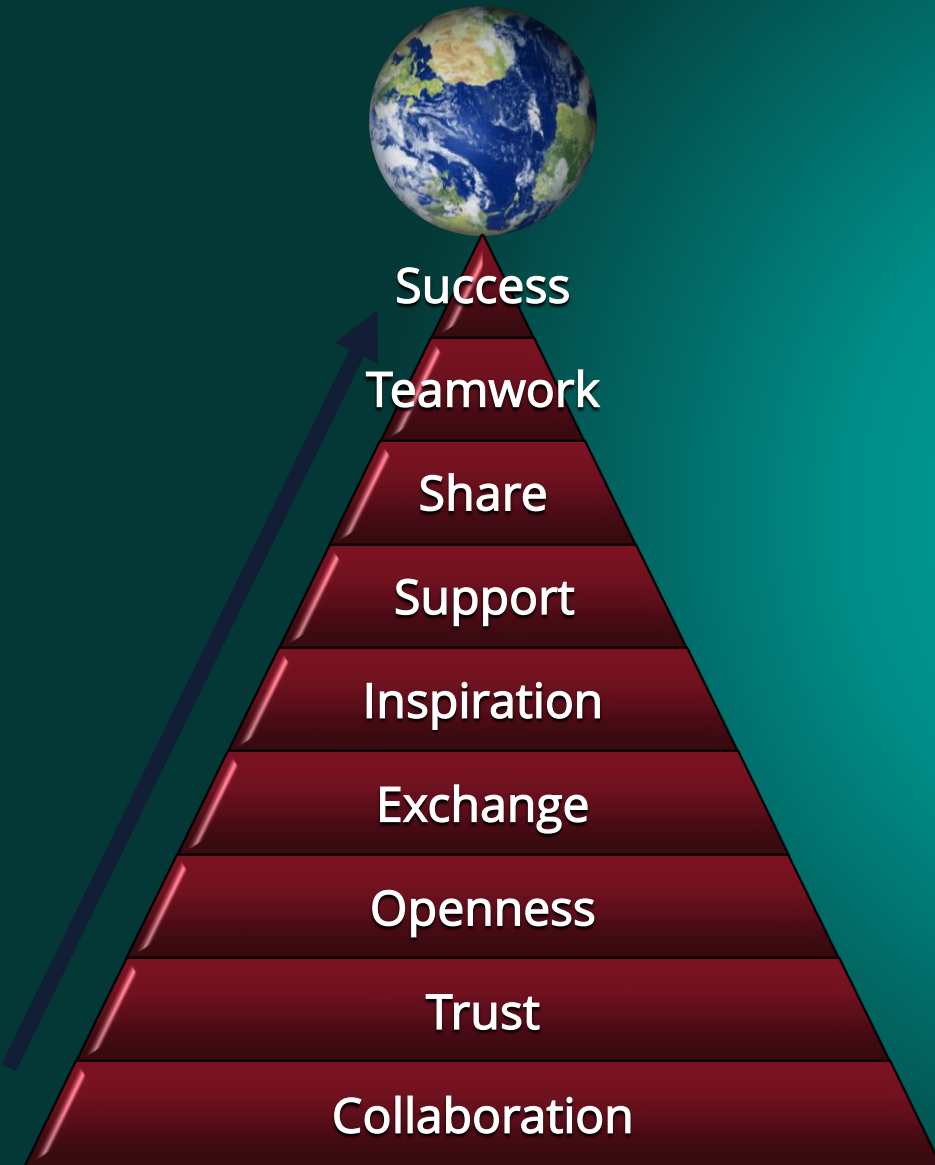 Success
Teamwork
Share
Support
Inspiration
Exchange
Openness
Trust
Collaboration